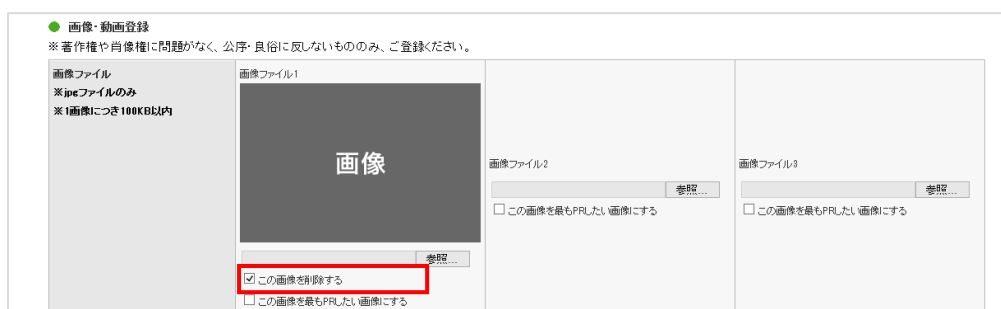 画像・動画登録
※著作権や肖像権に問題がなく、公序・良俗に反しないもののみ、ご登録ください。
画像ファイル
※jpgファイルのみ
※1画像につき100KB以内
画像ファイル1
画像
参照...
この画像を削除する
この画像を最もPRしたい画像にする
画像ファイル2
参照...
この画像を最もPRしたい画像にする
画像ファイル3
参照...
この画像を最もPRしたい画像にする